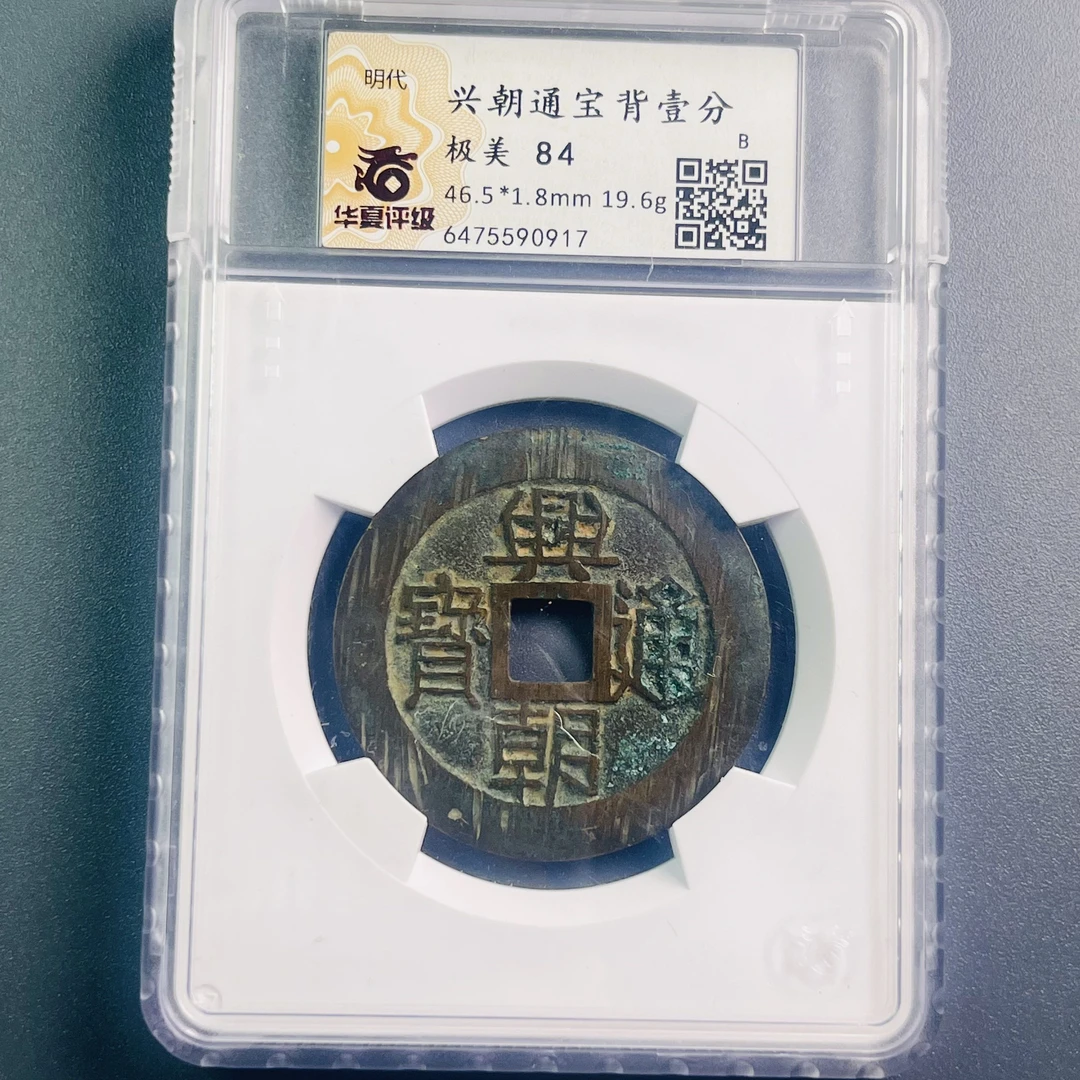 明代
华夏评级
兴朝通宝背壹分
极美 84
B
46.5*1.8mm 19.6g
6475590917
興
寶 通
朝